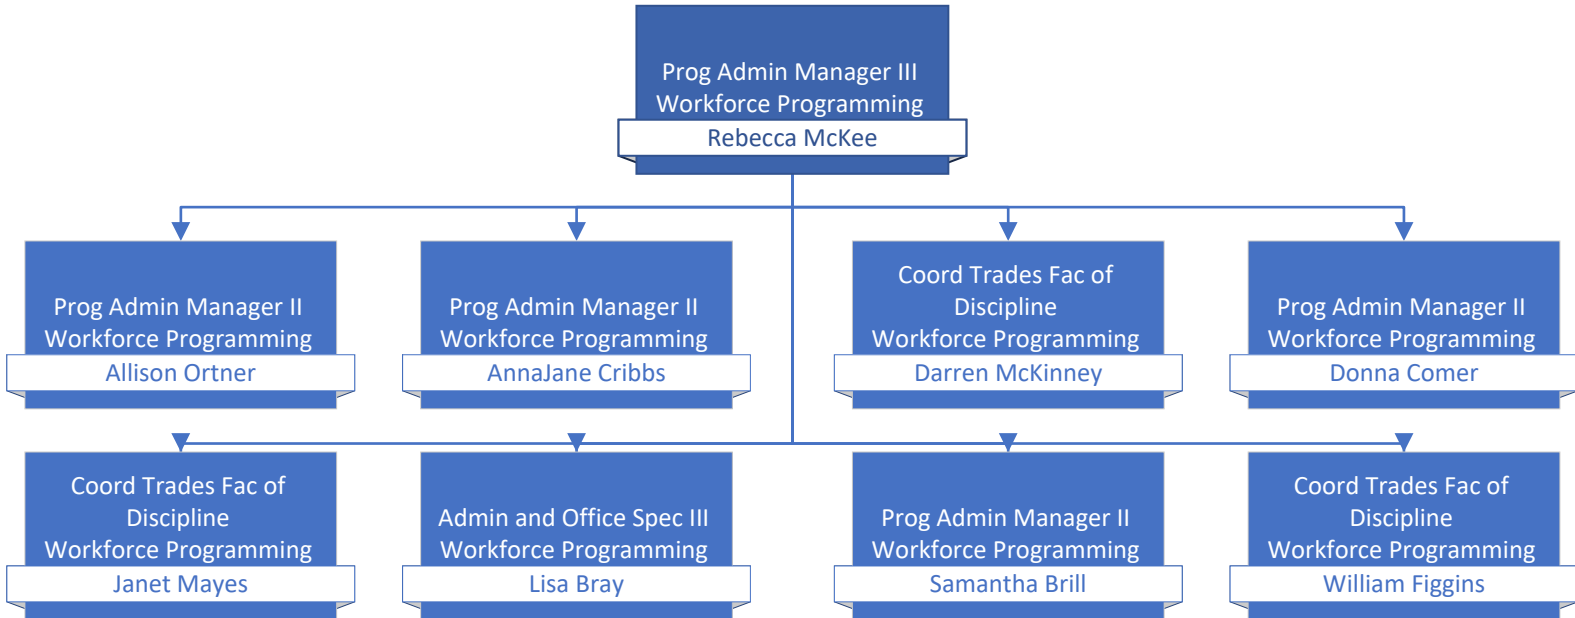 Prog Admin Manager III
Workforce Programming
Rebecca McKee
Prog Admin Manager II
Workforce Programming
Allison Ortner
Prog Admin Manager II
Workforce Programming
AnnaJane Cribbs
Coord Trades Fac of
Discipline
Workforce Programming
Darren McKinney
Prog Admin Manager II
Workforce Programming
Donna Comer
Coord Trades Fac of
Discipline
Workforce Programming
Janet Mayes
Admin and Office Spec III
Workforce Programming
Lisa Bray
Prog Admin Manager II
Workforce Programming
Samantha Brill
Coord Trades Fac of
Discipline
Workforce Programming
William Figgins